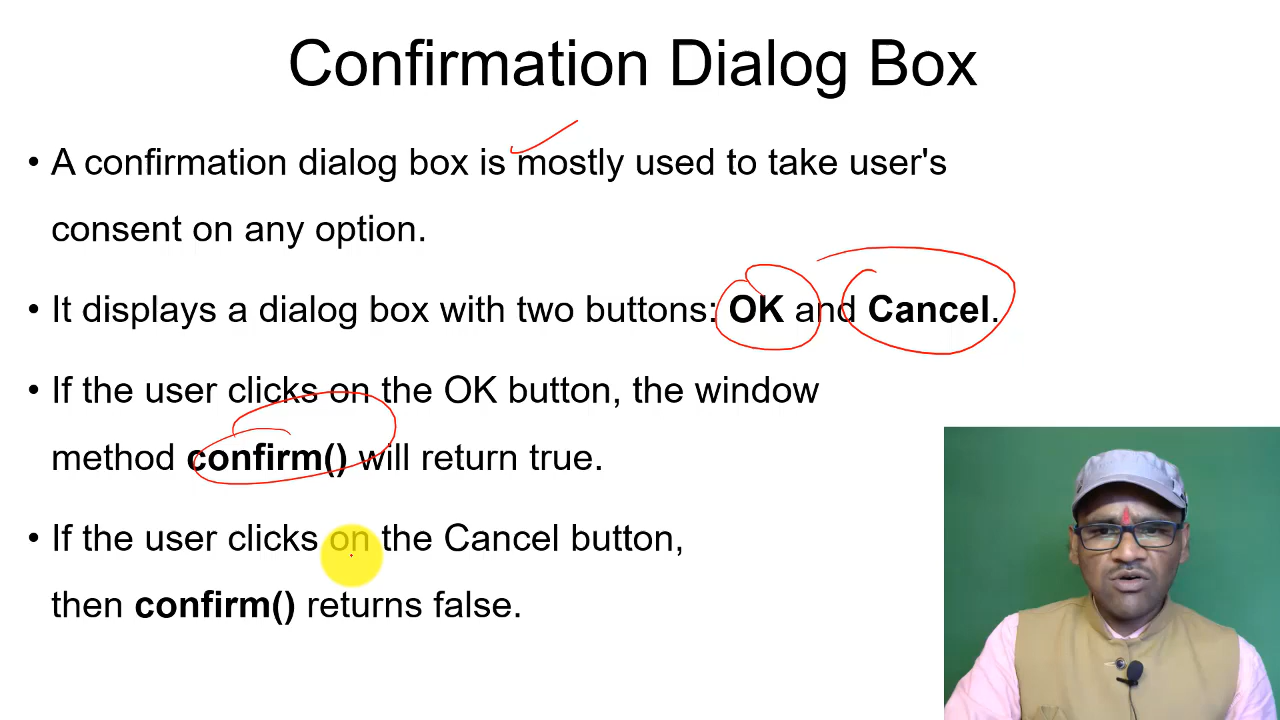 Confirmation Dialog Box
• A confirmation dialog box is mostly used to take user's
consent on any option.
• It displays a dialog box with two buttons: OK and Cancel.
• If the user clicks on the OK button, the window
method confirm() will return true.
• If the user clicks on the Cancel button,
then confirm() returns false.